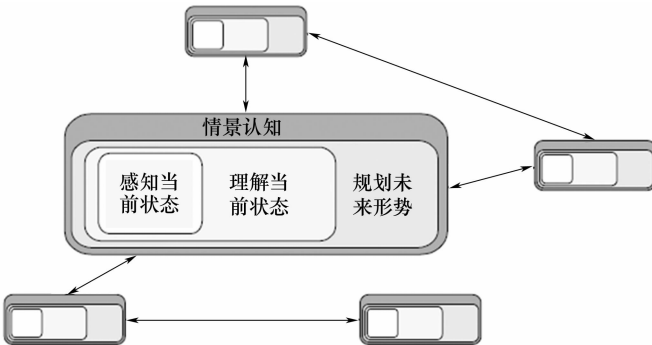 情景认知
感知当
前状态
理解当
前状态
规划未
来形势